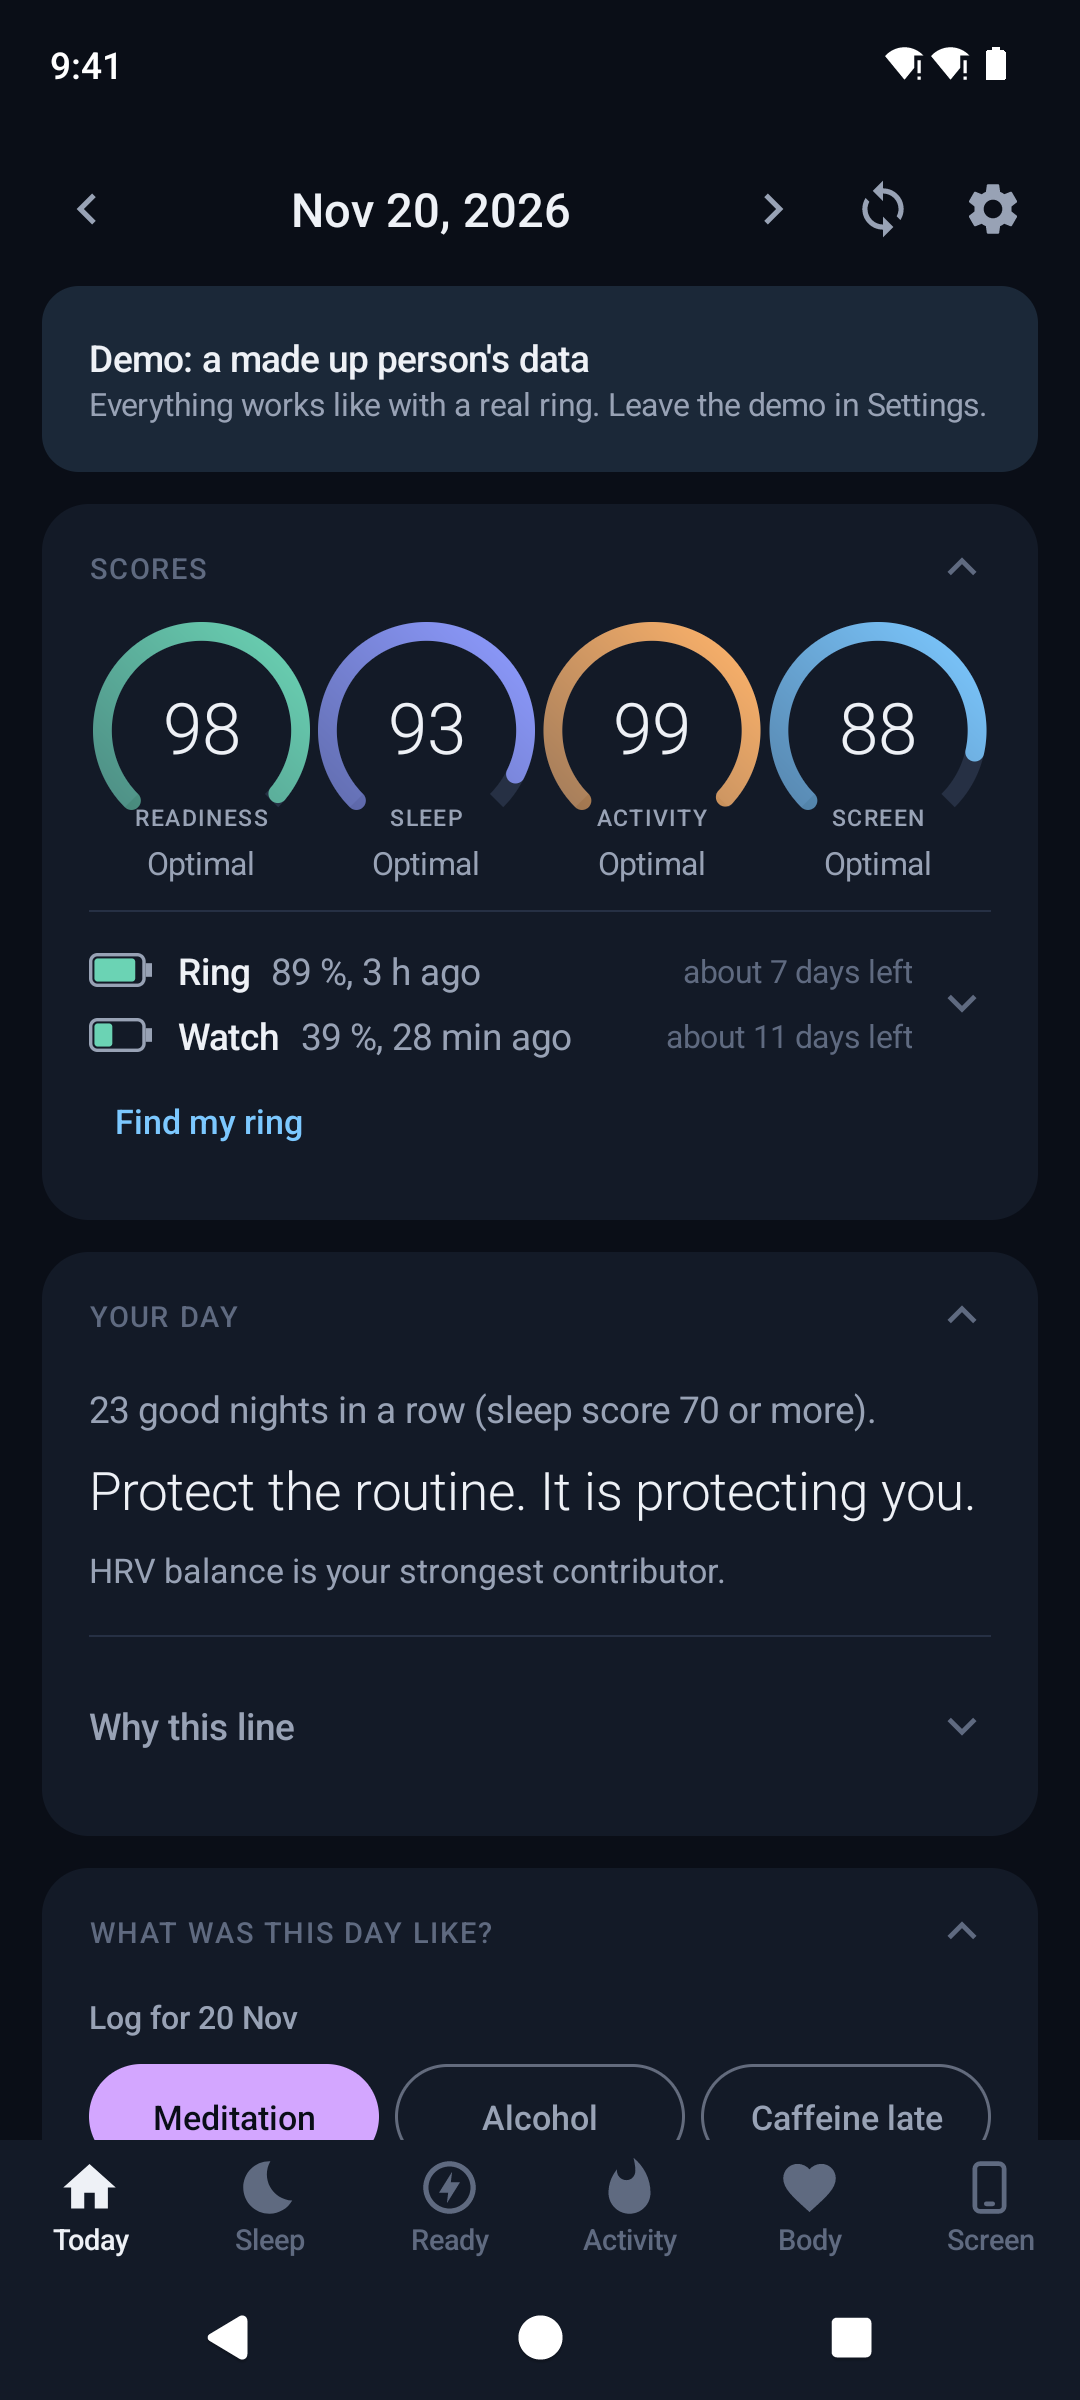 9:41
Nov 20, 2026
Demo: a made up person's data
Everything works like with a real ring. Leave the demo in Settings.
SCORES
98 93 99 88
READINESS SLEEP ACTIVITY SCREEN
Optimal Optimal Optimal Optimal
Ring 89 %, 3 h ago about 7 days left
Watch 39 %, 28 min ago about 11 days left
Find my ring
YOUR DAY
23 good nights in a row (sleep score 70 or more).
Protect the routine. It is protecting you.
HRV balance is your strongest contributor.
Why this line
WHAT WAS THIS DAY LIKE?
Log for 20 Nov
Meditation Alcohol Caffeine late
Today Sleep Ready Activity Body Screen